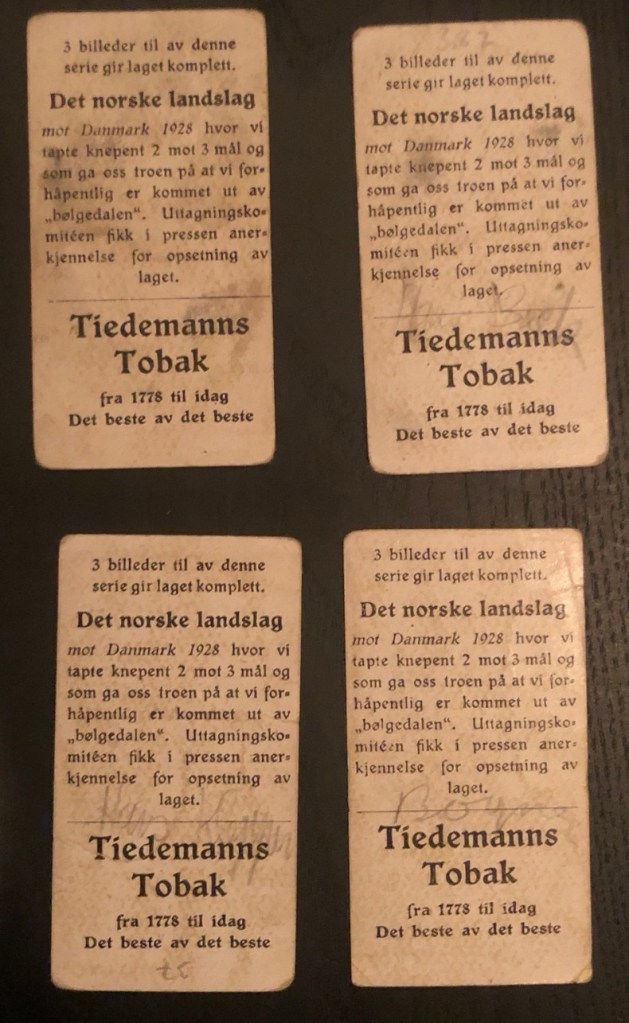 3 billeder til av denne
serie gir laget komplett.
Det norske landslag
mot Danmark 1928 hvor vi
tapte knepent 2 mot 3 mål og
som ga oss troen på at vi for-
håpentlig er kommet ut av
„bølgedalen“. Uttagningsko-
mitéen fikk i pressen aner-
kjennelse for opsetning av
laget.
Tiedemanns
Tobak
fra 1778 til idag
Det beste av det beste
3 billeder til av denne
serie gir laget komplett.
Det norske landslag
mot Danmark 1928 hvor vi
tapte knepent 2 mot 3 mål og
som ga oss troen på at vi for-
håpentlig er kommet ut av
„bølgedalen“. Uttagningsko-
mitéen fikk i pressen aner-
kjennelse for opsetning av
laget.
Tiedemanns
Tobak
fra 1778 til idag
Det beste av det beste
3 billeder til av denne
serie gir laget komplett.
Det norske landslag
mot Danmark 1928 hvor vi
tapte knepent 2 mot 3 mål og
som ga oss troen på at vi for-
håpentlig er kommet ut av
„bølgedalen“. Uttagningsko-
mitéen fikk i pressen aner-
kjennelse for opsetning av
laget.
Tiedemanns
Tobak
fra 1778 til idag
Det beste av det beste
3 billeder til av denne
serie gir laget komplett.
Det norske landslag
mot Danmark 1928 hvor vi
tapte knepent 2 mot 3 mål og
som ga oss troen på at vi for-
håpentlig er kommet ut av
„bølgedalen“. Uttagningsko-
mitéen fikk i pressen aner-
kjennelse for opsetning av
laget.
Tiedemanns
Tobak
fra 1778 til idag
Det beste av det beste